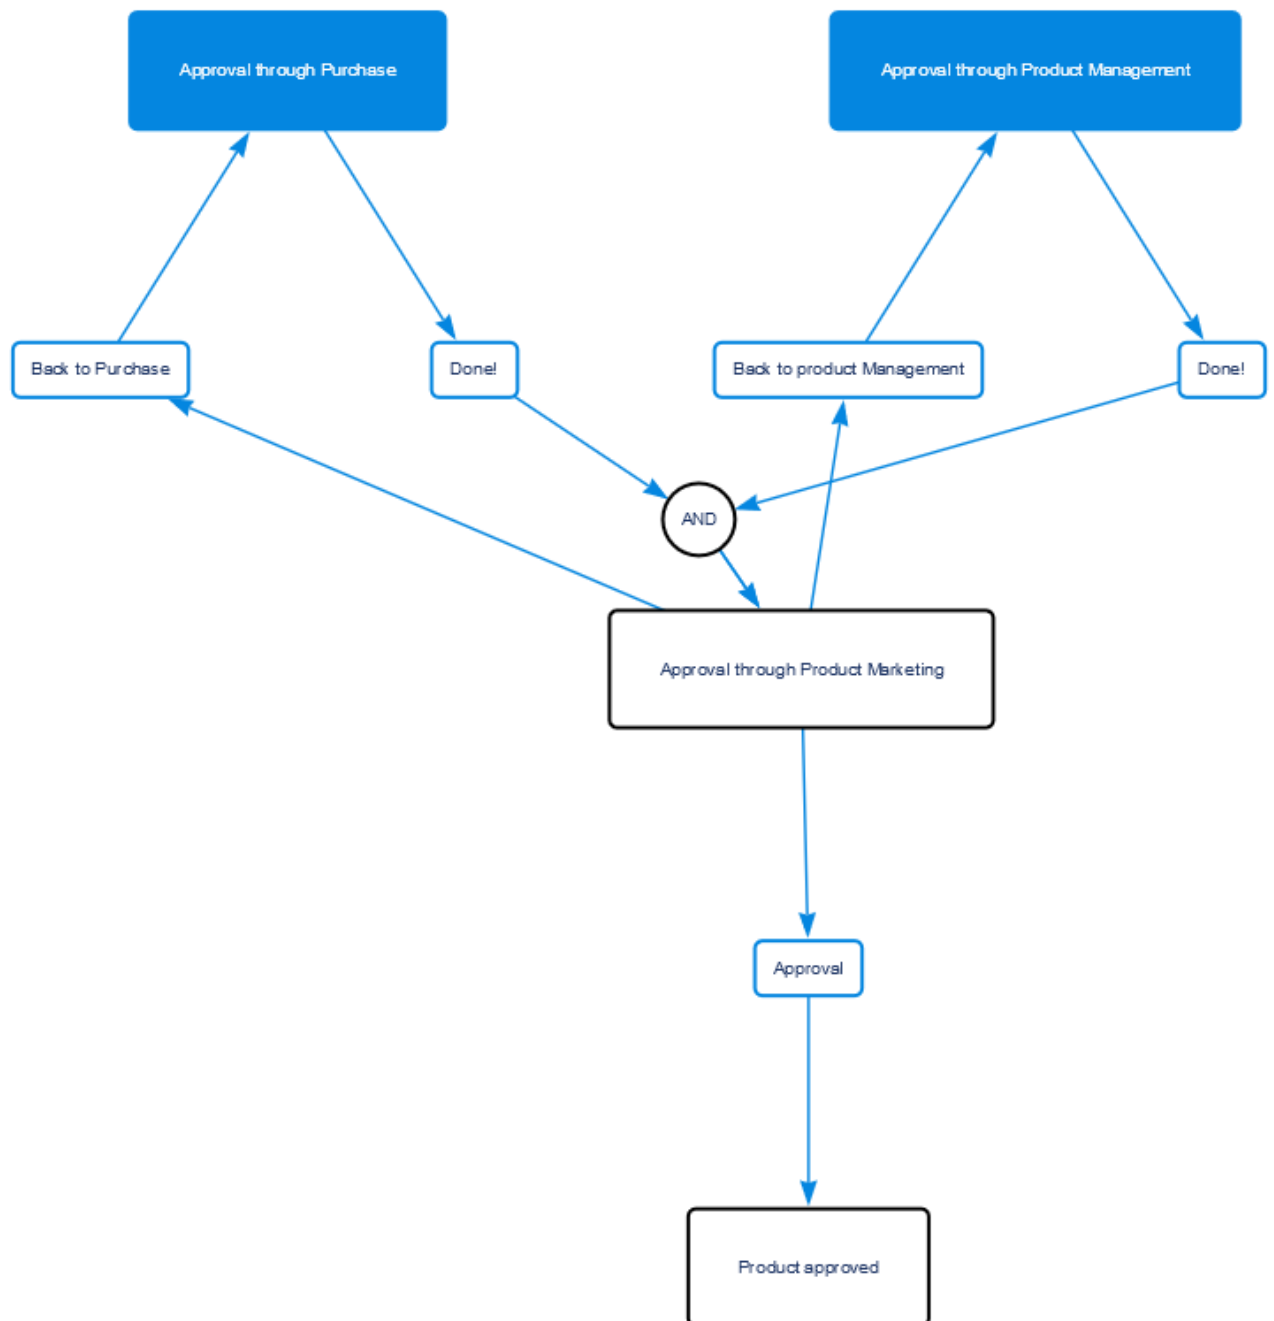 Approval through Purchase
Approval through Product Management
Back to Purchase
Done!
Back to product Management
Done!
AND
Approval through Product Marketing
Approval
Product approved